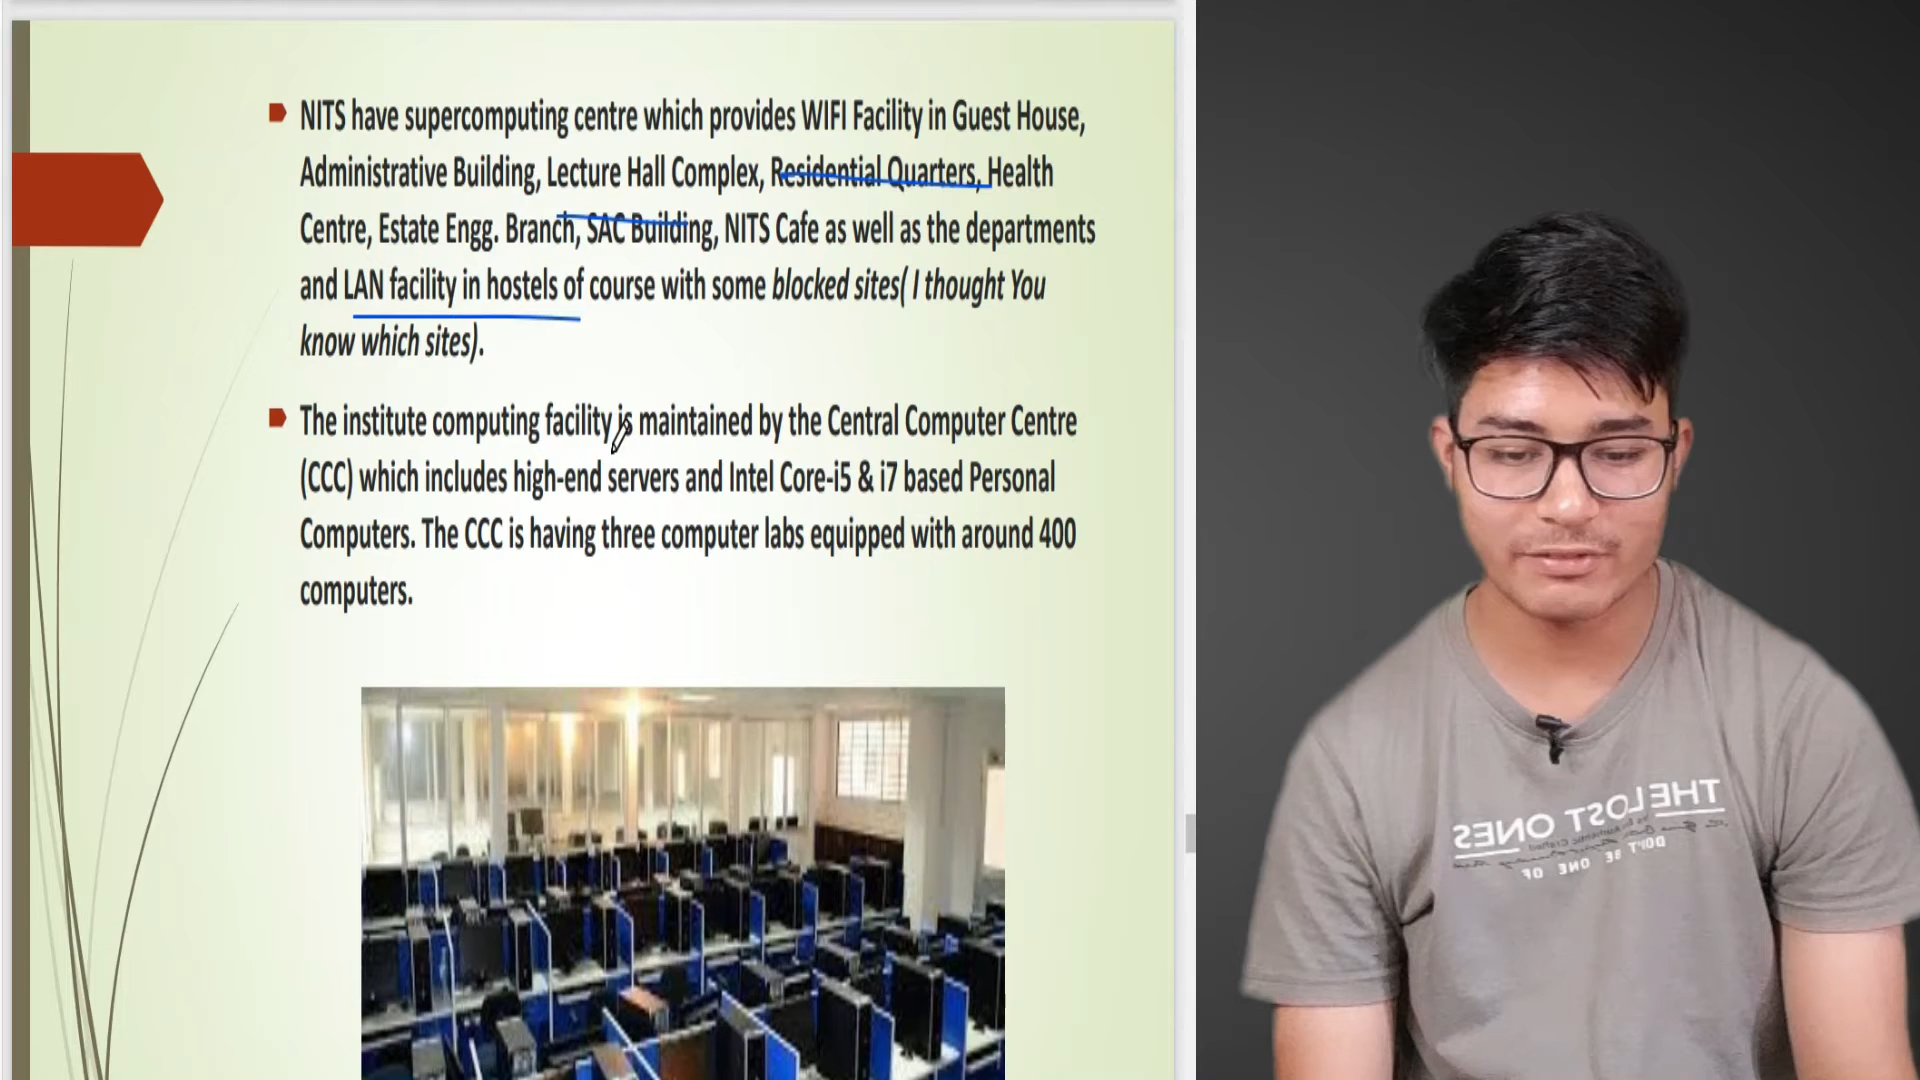 NITS have supercomputing centre which provides WIFI Facility in Guest House,
Administrative Building, Lecture Hall Complex, Residential Quarters, Health
Centre, Estate Engg. Branch, SAC Building, NITS Cafe as well as the departments
and LAN facility in hostels of course with some blocked sites( I thought You
know which sites).
The institute computing facility is maintained by the Central Computer Centre
(CCC) which includes high-end servers and Intel Core-i5 & i7 based Personal
Computers. The CCC is having three computer labs equipped with around 400
computers.
THE LOST ONES
DON'T BE ONE OF